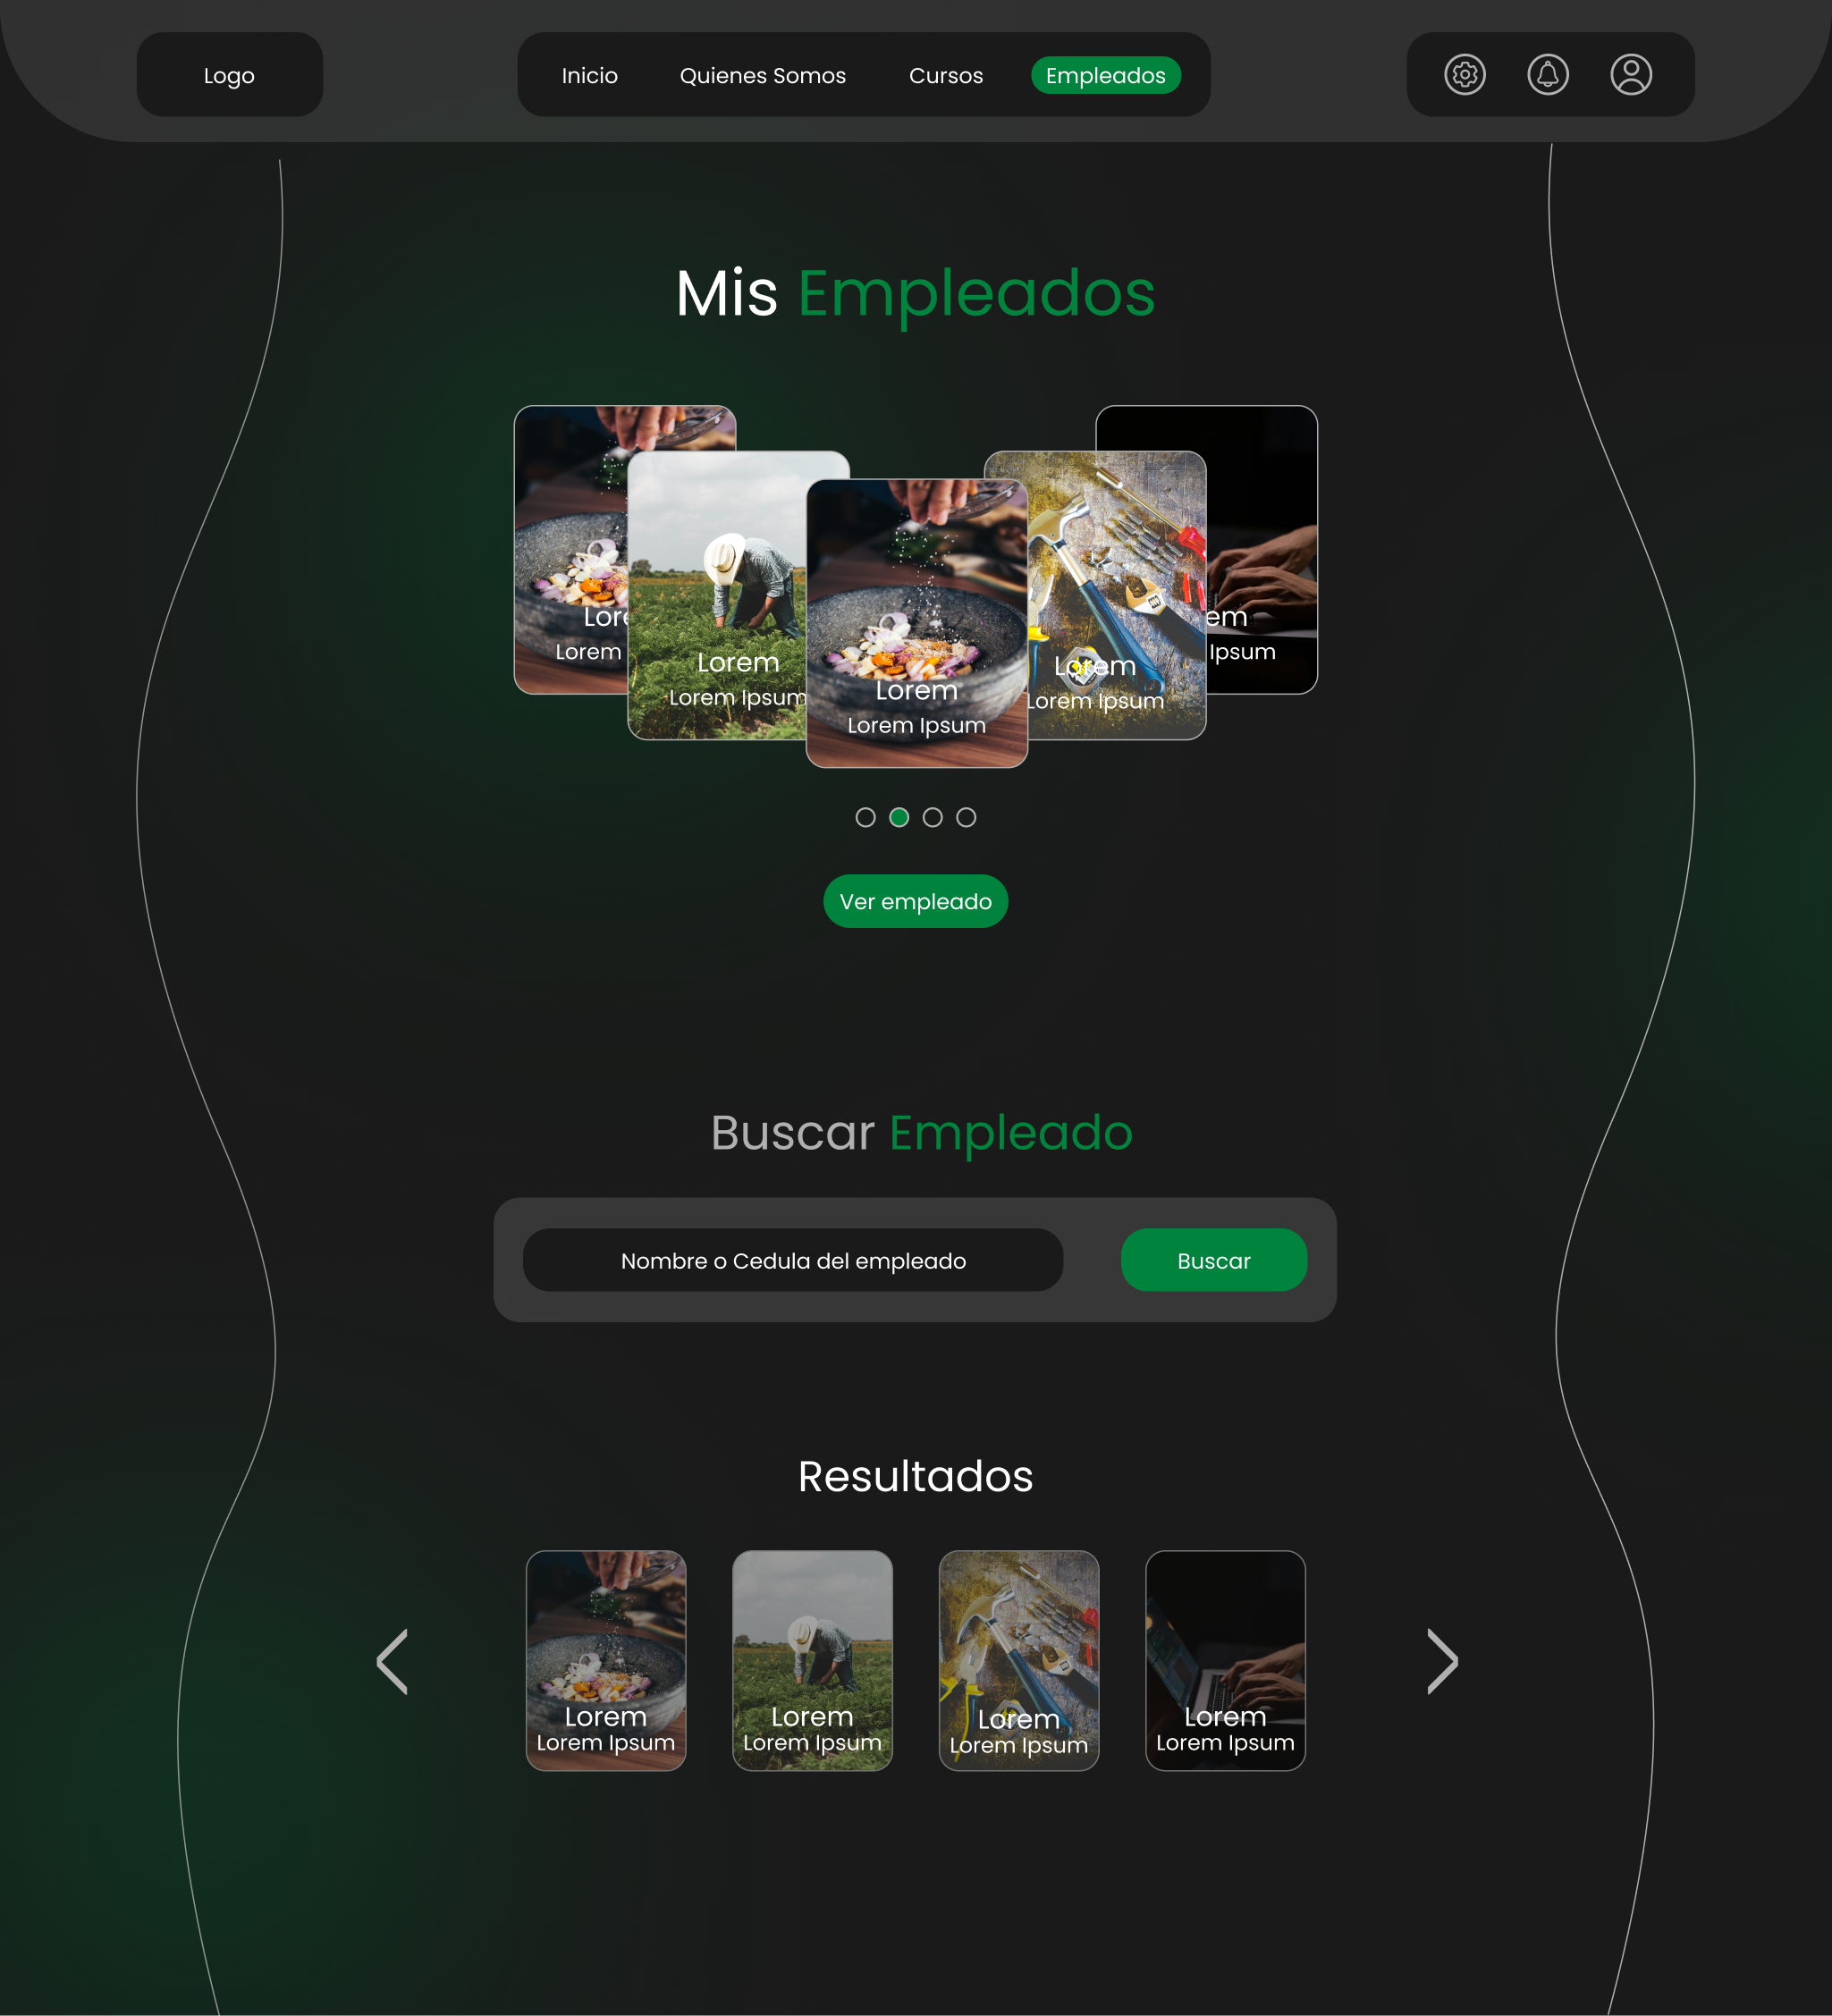 Logo
Inicio
Quienes Somos
Cursos
Empleados
Mis Empleados
Lore
Lorem
Lorem
Lorem Ipsum
Lorem
Lorem Ipsum
Lorem
Lorem Ipsum
em
Ipsum
Ver empleado
Buscar Empleado
Nombre o Cedula del empleado
Buscar
Resultados
Lorem
Lorem Ipsum
Lorem
Lorem Ipsum
Lorem
Lorem Ipsum
Lorem
Lorem Ipsum